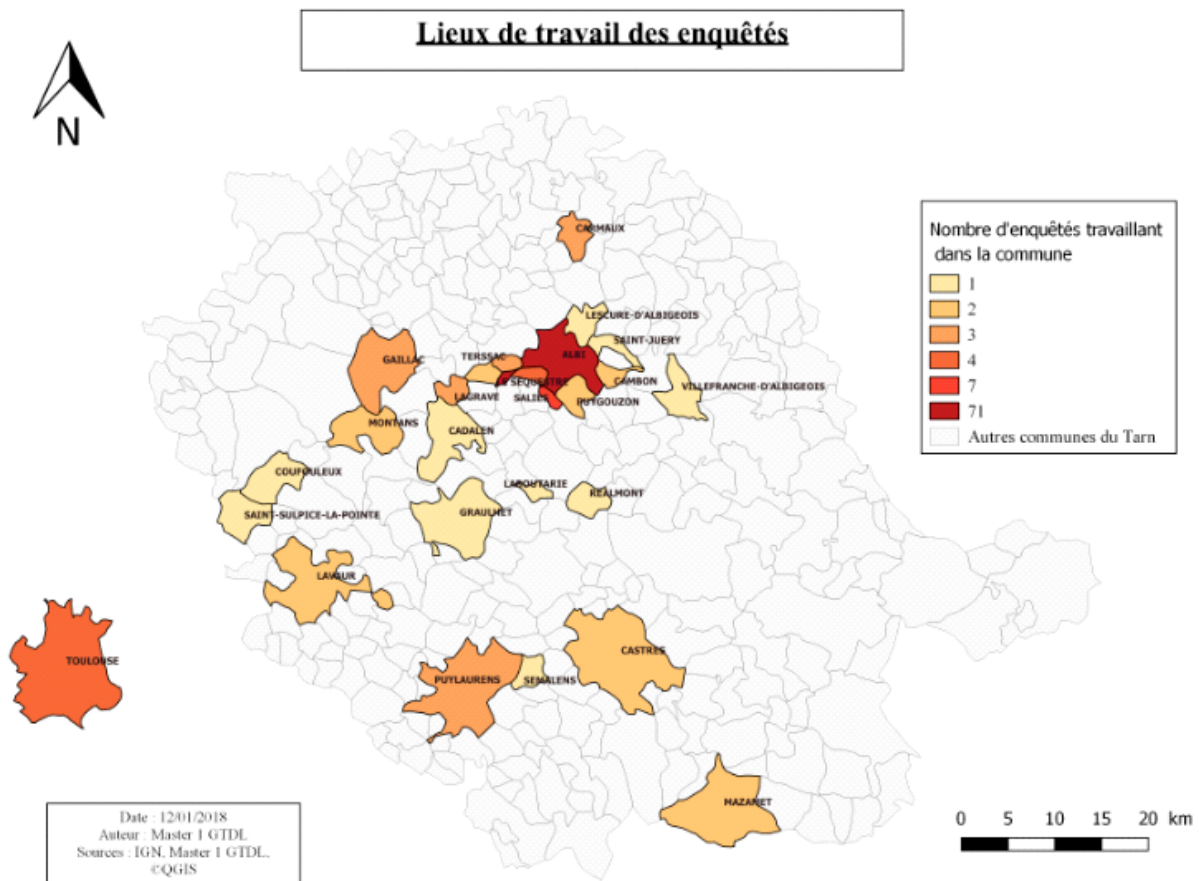 Lieux de travail des enquêtés
N
CARMAUX
LESCURE-D'ALBIGEOIS
SAINT-JUERY
ALBI
TERSSAC
GAILLAC
LE SEQUESTRE
CAMBON
VILLEFRANCHE-D'ALBIGEOIS
LAGRAVE
SALIES
PUYGOUZON
MONTANS
CADALEN
COUFOULEUX
LABOUTARIE
REALMONT
SAINT-SULPICE-LA-POINTE
GRAULHET
LAVAUR
TOULOUSE
CASTRES
PUYLAURENS
SEMALENS
MAZAMET
Nombre d'enquêtés travaillant
dans la commune
1
2
3
4
7
71
Autres communes du Tarn
Date : 12/01/2018
Auteur : Master 1 GTDL
Sources : IGN, Master 1 GTDL,
©QGIS
0 5 10 15 20 km